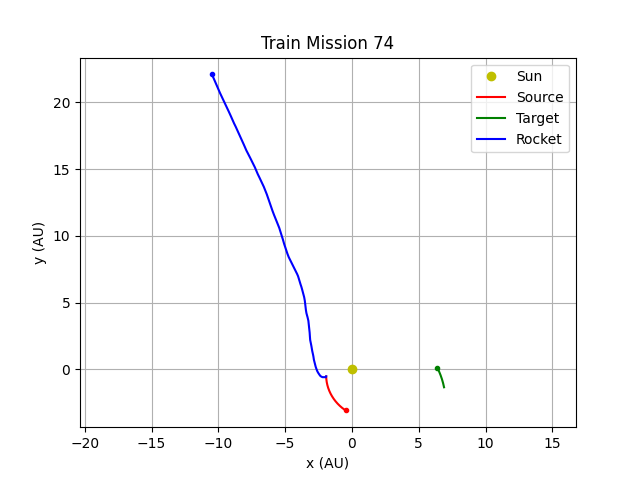 Train Mission 74
Sun
Source
Target
Rocket
20
15
10
5
0
y (AU)
−20
−15
−10
−5
0
5
10
15
x (AU)